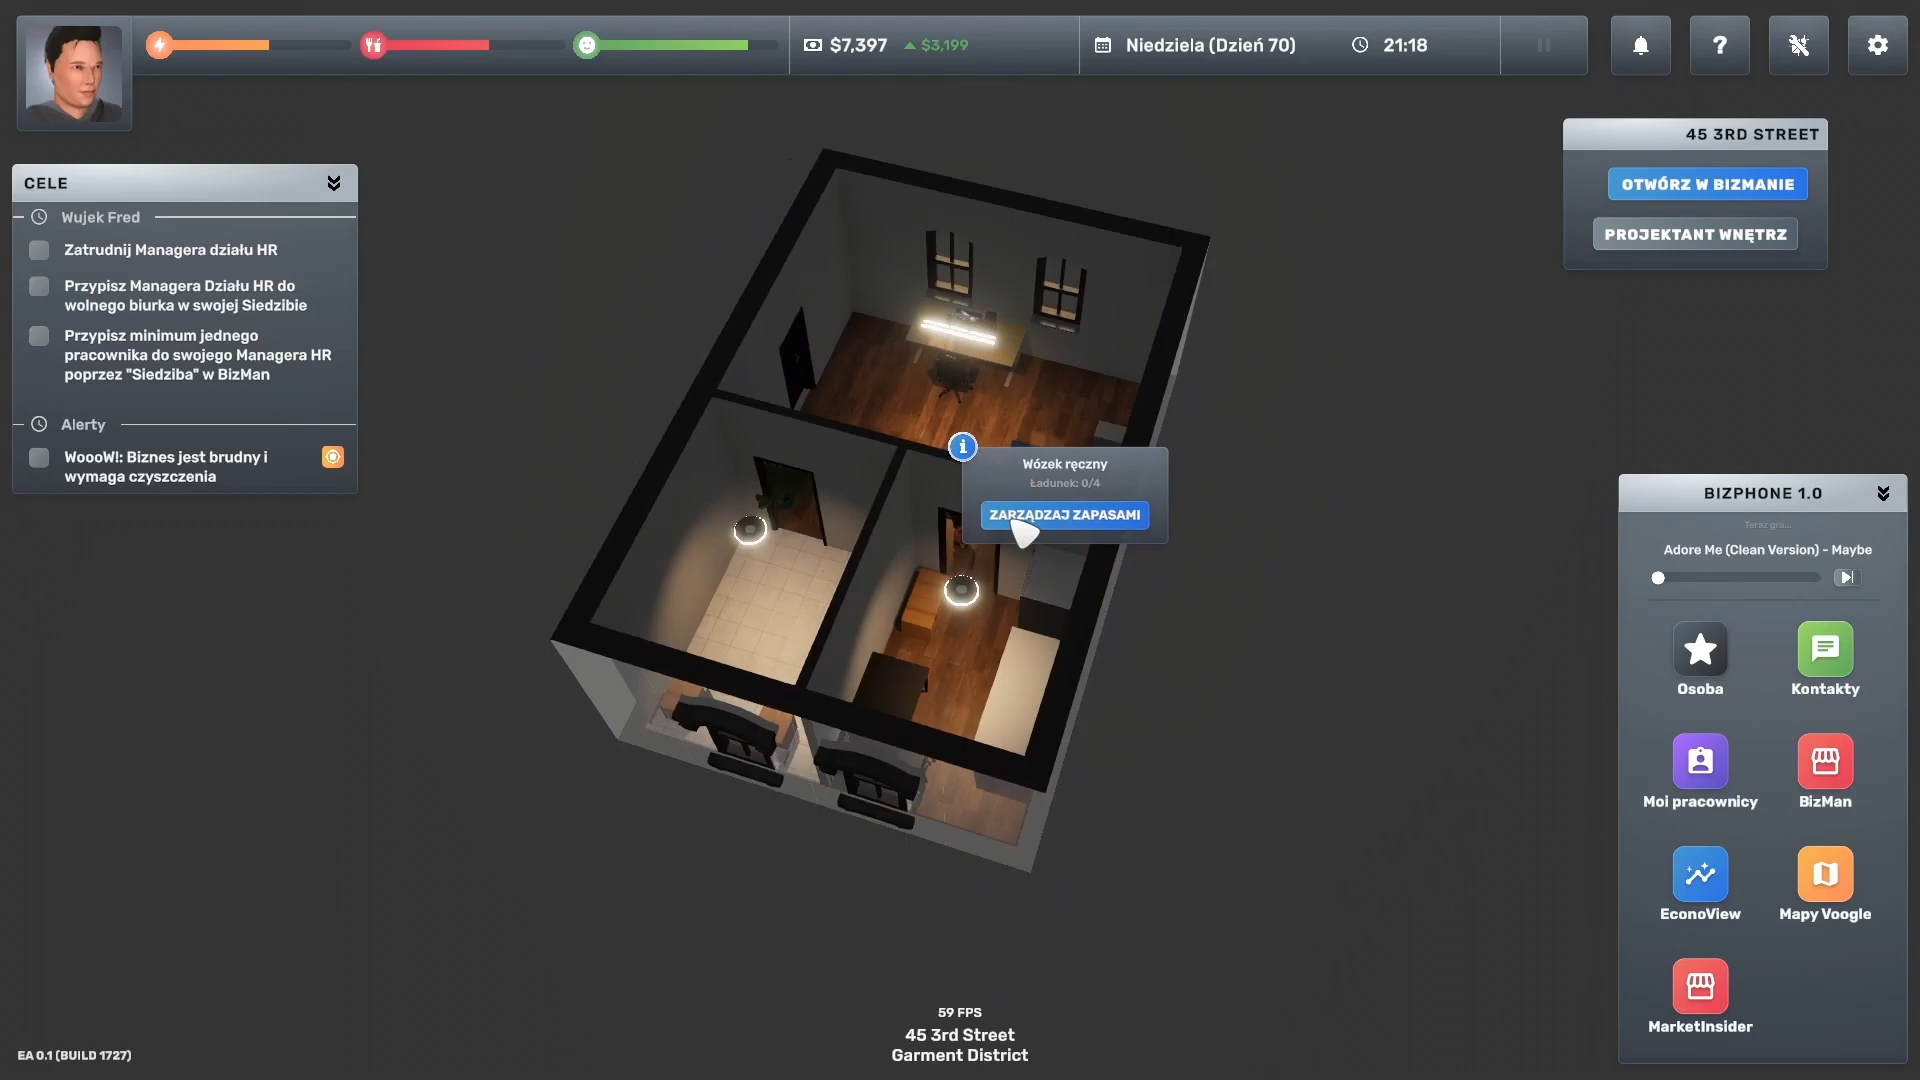 $7,397
$3,199
Niedziela (Dzień 70)
21:18
?
45 3RD STREET
OTWÓRZ W BIZMANIE
PROJEKTANT WNĘTRZ
CELE
Wujek Fred
Zatrudnij Managera działu HR
Przypisz Managera Działu HR do
wolnego biurka w swojej Siedzibie
Przypisz minimum jednego
pracownika do swojego Managera HR
poprzez "Siedziba" w BizMan
Alerty
WoooW!: Biznes jest brudny i
wymaga czyszczenia
i
Wózek ręczny
Ładunek: 0/4
ZARZĄDZAJ ZAPASAMI
BIZPHONE 1.0
Teraz gra...
Adore Me (Clean Version) - Maybe
Osoba
Kontakty
Moi pracownicy
BizMan
EconoView
Mapy Voogle
MarketInsider
59 FPS
45 3rd Street
Garment District
EA 0.1 (BUILD 1727)